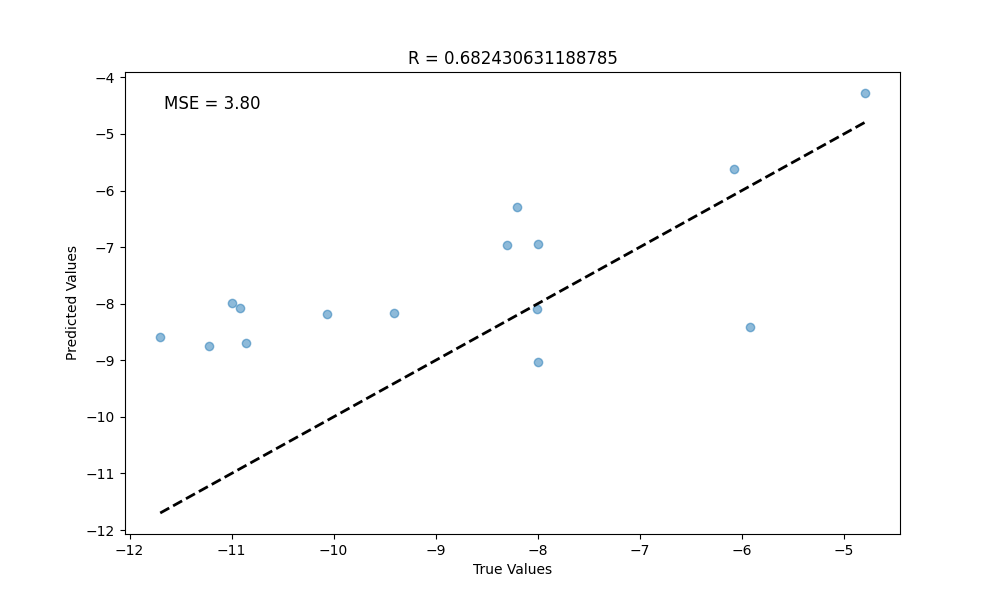 R = 0.682430631188785
MSE = 3.80
−4
−5
−6
−7
−8
−9
−10
−11
−12
Predicted Values
−12 −11 −10 −9 −8 −7 −6 −5
True Values